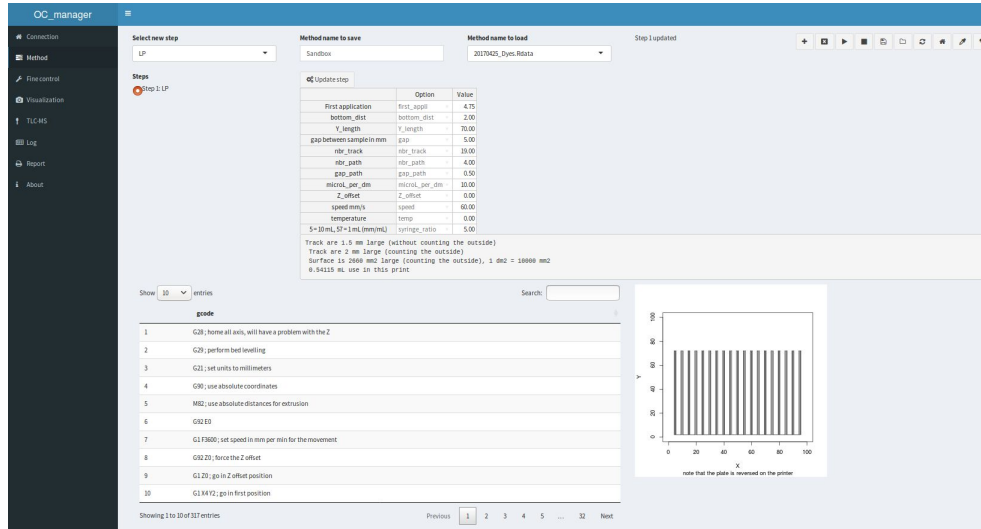 OC_manager
Connection
Method
Fine control
Visualization
TLC-MS
Log
Report
About
Select new step
LP
Steps
Step 1: LP
Method name to save
Sandbox
Method name to load
20170425_Dyes.Rdata
Step 1 updated
Update step
Option Value
First application first_appli 4.75
bottom_dist bottom_dist 2.00
Y_length Y_length 70.00
gap between sample in mm gap 5.00
nbr_track nbr_track 19.00
nbr_path nbr_path 4.00
gap_path gap_path 0.50
microL_per_dm microL_per_dm 10.00
Z_offset Z_offset 0.00
speed mm/s speed 60.00
temperature temp 0.00
5=10 mL, 57=1 mL (mm/mL) syringe_ratio 5.00
Track are 1.5 mm large (without counting the outside)
Track are 2 mm large (counting the outside)
Surface is 2660 mm2 large (counting the outside), 1 dm2 = 10000 mm2
0.54115 mL use in this print
Show 10 entries
Search:
gcode
1 G28 ; home all axis, will have a problem with the Z
2 G29 ; perform bed levelling
3 G21 ; set units to millimeters
4 G90 ; use absolute coordinates
5 M82 ; use absolute distances for extrusion
6 G92 E0
7 G1 F3600 ; set speed in mm per min for the movement
8 G92 Z0 ; force the Z offset
9 G1 Z0 ; go in Z offset position
10 G1 X4 Y2 ; go in first position
Showing 1 to 10 of 317 entries
Previous 1 2 3 4 5 ... 32 Next
100
80
60
40
20
0
Y
0 20 40 60 80 100
X
note that the plate is reversed on the printer